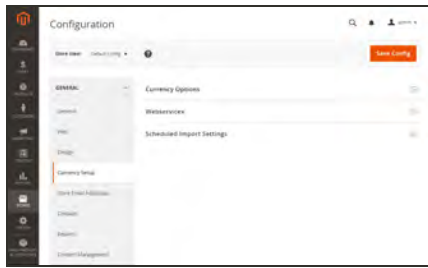 Configuration
admin
Store View: Default Config
Save Config
GENERAL
General
Web
Design
Currency Setup
Store Email Addresses
Contacts
Reports
Content Management
Currency Options
Webservices
Scheduled Import Settings